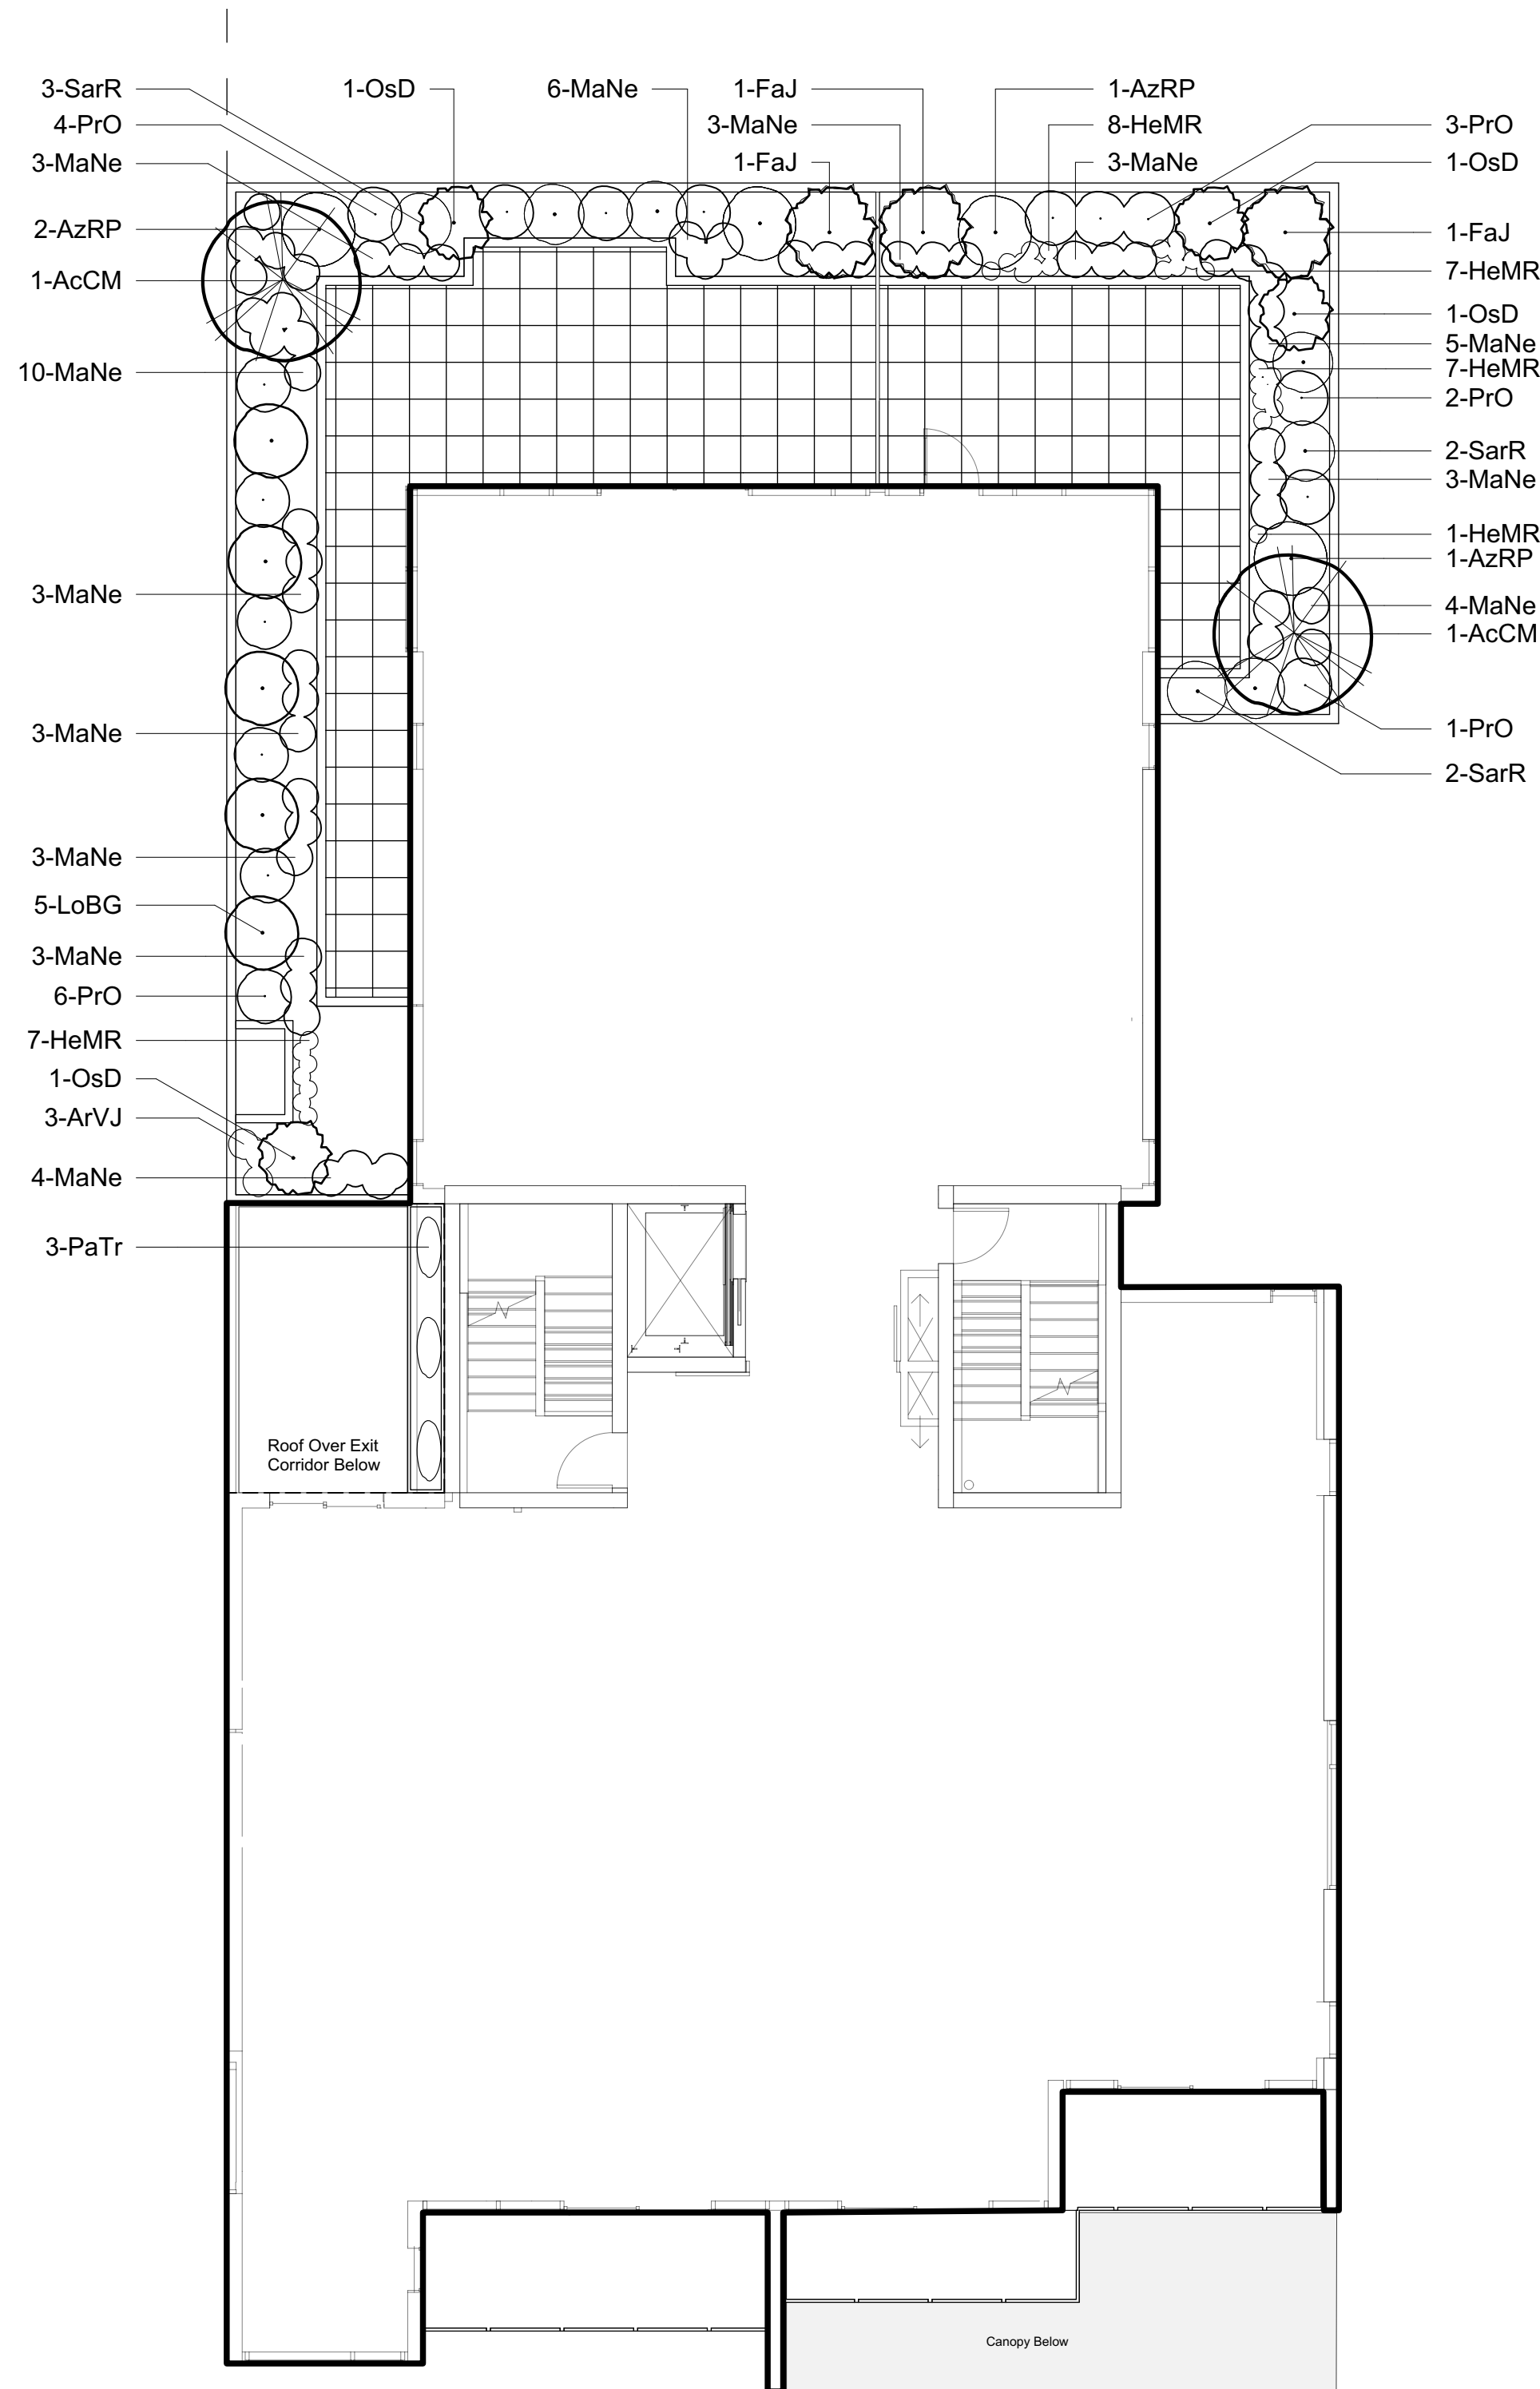 3-SarR
4-PrO
3-MaNe
2-AzRP
1-AcCM
10-MaNe
3-MaNe
3-MaNe
3-MaNe
5-LoBG
3-MaNe
6-PrO
7-HeMR
1-OsD
3-ArVJ
4-MaNe
3-PaTr
1-OsD
6-MaNe
1-FaJ
3-MaNe
1-FaJ
1-AzRP
8-HeMR
3-MaNe
3-PrO
1-OsD
1-FaJ
7-HeMR
1-OsD
5-MaNe
7-HeMR
2-PrO
2-SarR
3-MaNe
1-HeMR
1-AzRP
4-MaNe
1-AcCM
1-PrO
2-SarR
Roof Over Exit
Corridor Below
Canopy Below